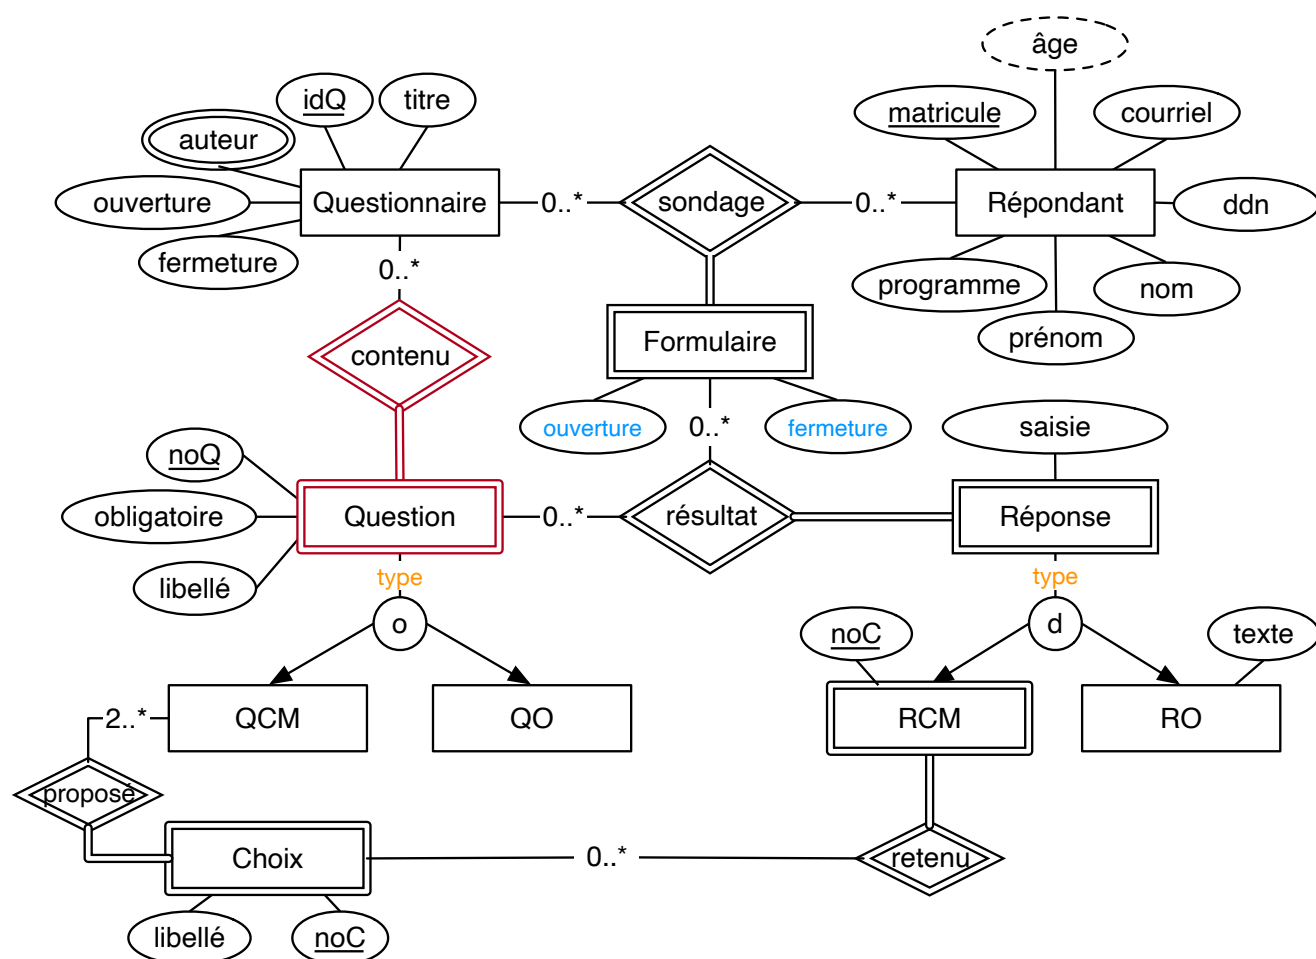 âge
idQ
titre
matricule
courriel
auteur
ouverture
Questionnaire
0..*
sondage
0..*
Répondant
ddn
fermeture
0..*
programme
nom
contenu
Formulaire
prénom
ouverture
0..*
fermeture
saisie
noQ
obligatoire
Question
0..*
résultat
Réponse
libellé
type
type
o
noC
d
texte
2..*
QCM
QO
RCM
RO
proposé
Choix
0..*
retenu
libellé
noC